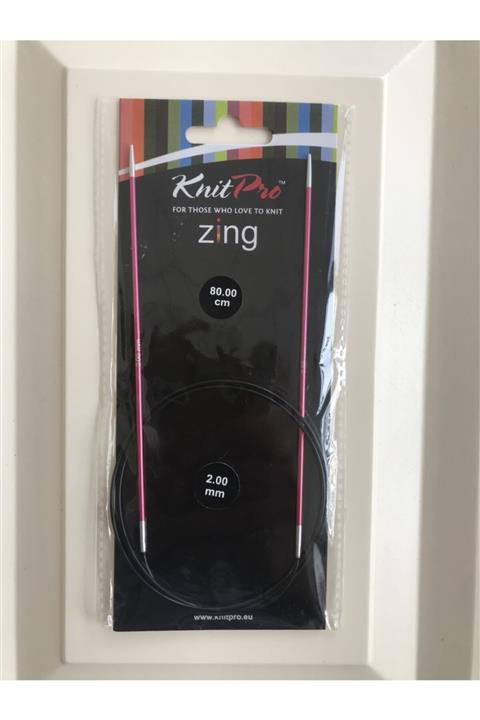 KnitPro™
FOR THOSE WHO LOVE TO KNIT
zing
80.00
cm
2.00
mm
www.knitpro.eu